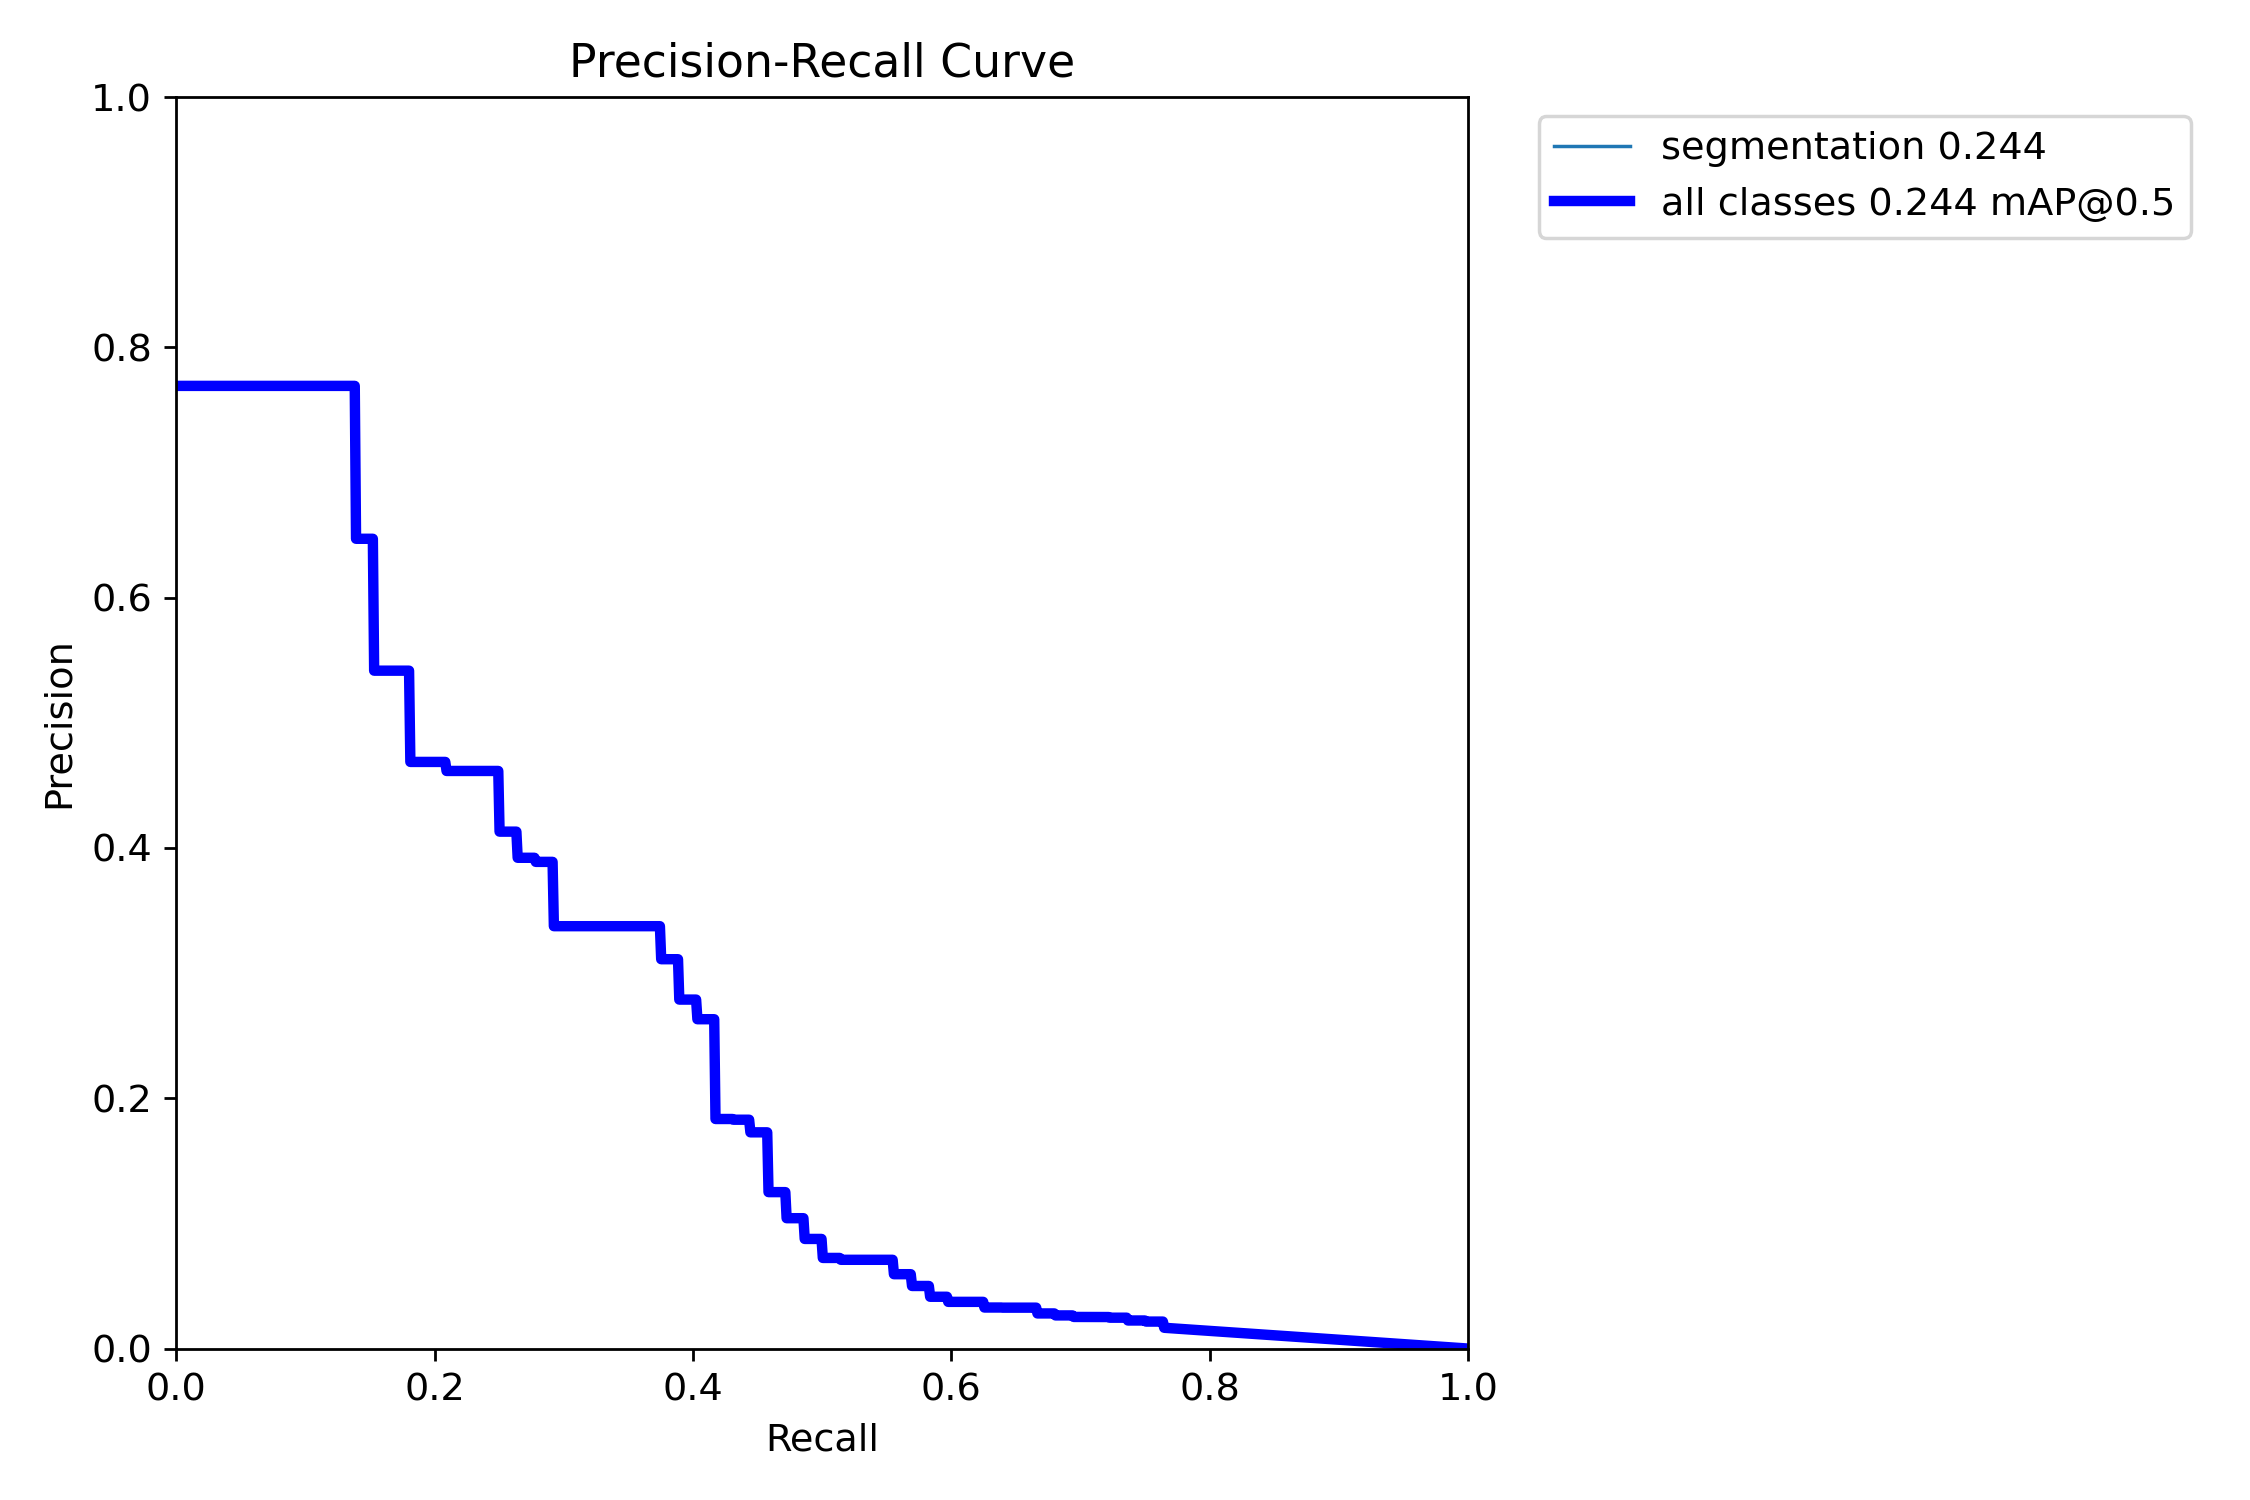 Precision-Recall Curve
1.0
0.8
0.6
0.4
0.2
0.0
Precision
0.0 0.2 0.4 0.6 0.8 1.0
Recall
segmentation 0.244
all classes 0.244 mAP@0.5